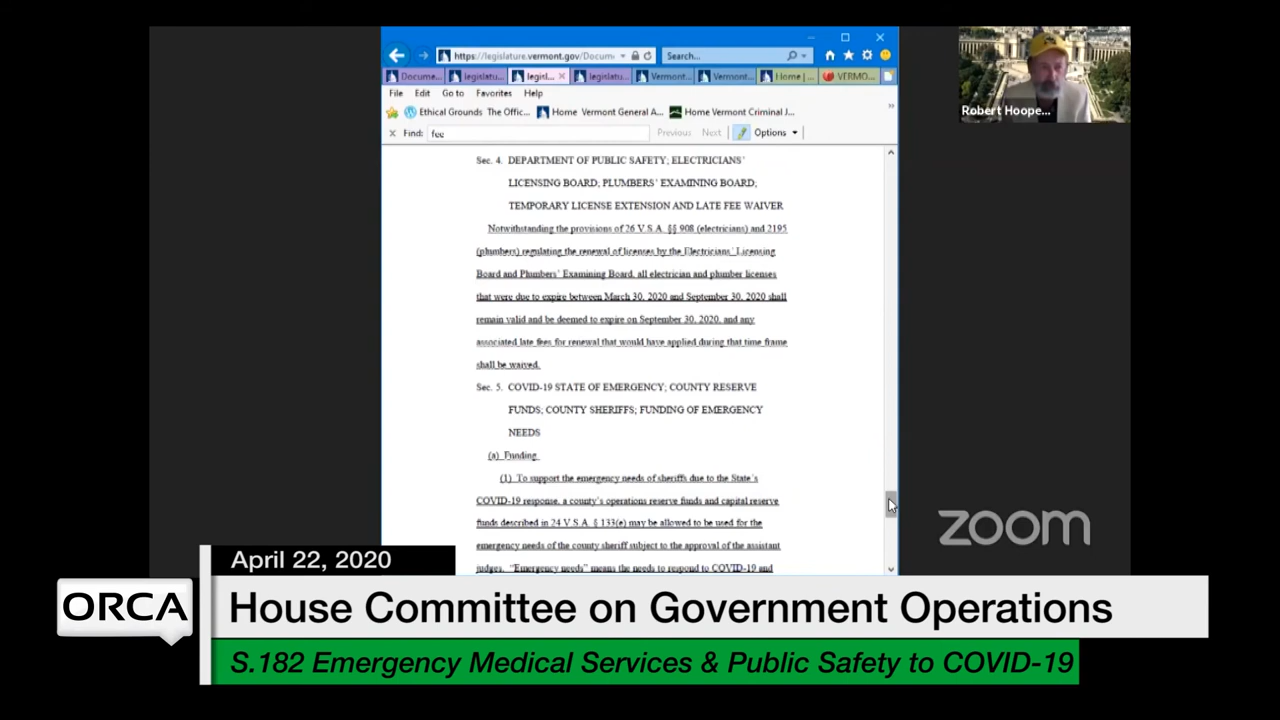 https://legislature.vermont.gov/Docum
Search...
Docume...
legislatu...
legisl...
legislatu...
Vermont...
Vermont...
Home | ...
VERMO...
File Edit Go to Favorites Help
Ethical Grounds The Offic...
Home Vermont General A...
Home Vermont Criminal J...
Find: fee
Previous Next Options
Robert Hoope...
Sec. 4. DEPARTMENT OF PUBLIC SAFETY; ELECTRICIANS'
LICENSING BOARD; PLUMBERS' EXAMINING BOARD;
TEMPORARY LICENSE EXTENSION AND LATE FEE WAIVER
Notwithstanding the provisions of 26 V.S.A. §§ 908 (electricians) and 2195
(plumbers) regulating the renewal of licenses by the Electricians' Licensing
Board and Plumbers' Examining Board, all electrician and plumber licenses
that were due to expire between March 30, 2020 and September 30, 2020 shall
remain valid and be deemed to expire on September 30, 2020, and any
associated late fees for renewal that would have applied during that time frame
shall be waived.
Sec. 5. COVID-19 STATE OF EMERGENCY; COUNTY RESERVE
FUNDS; COUNTY SHERIFFS; FUNDING OF EMERGENCY
NEEDS
(a) Funding.
(1) To support the emergency needs of sheriffs due to the State's
COVID-19 response, a county's operations reserve funds and capital reserve
funds described in 24 V.S.A. § 133(e) may be allowed to be used for the
emergency needs of the county sheriff subject to the approval of the assistant
judges. "Emergency needs" means the needs to respond to COVID-19 and
zoom
April 22, 2020
ORCA
House Committee on Government Operations
S.182 Emergency Medical Services & Public Safety to COVID-19